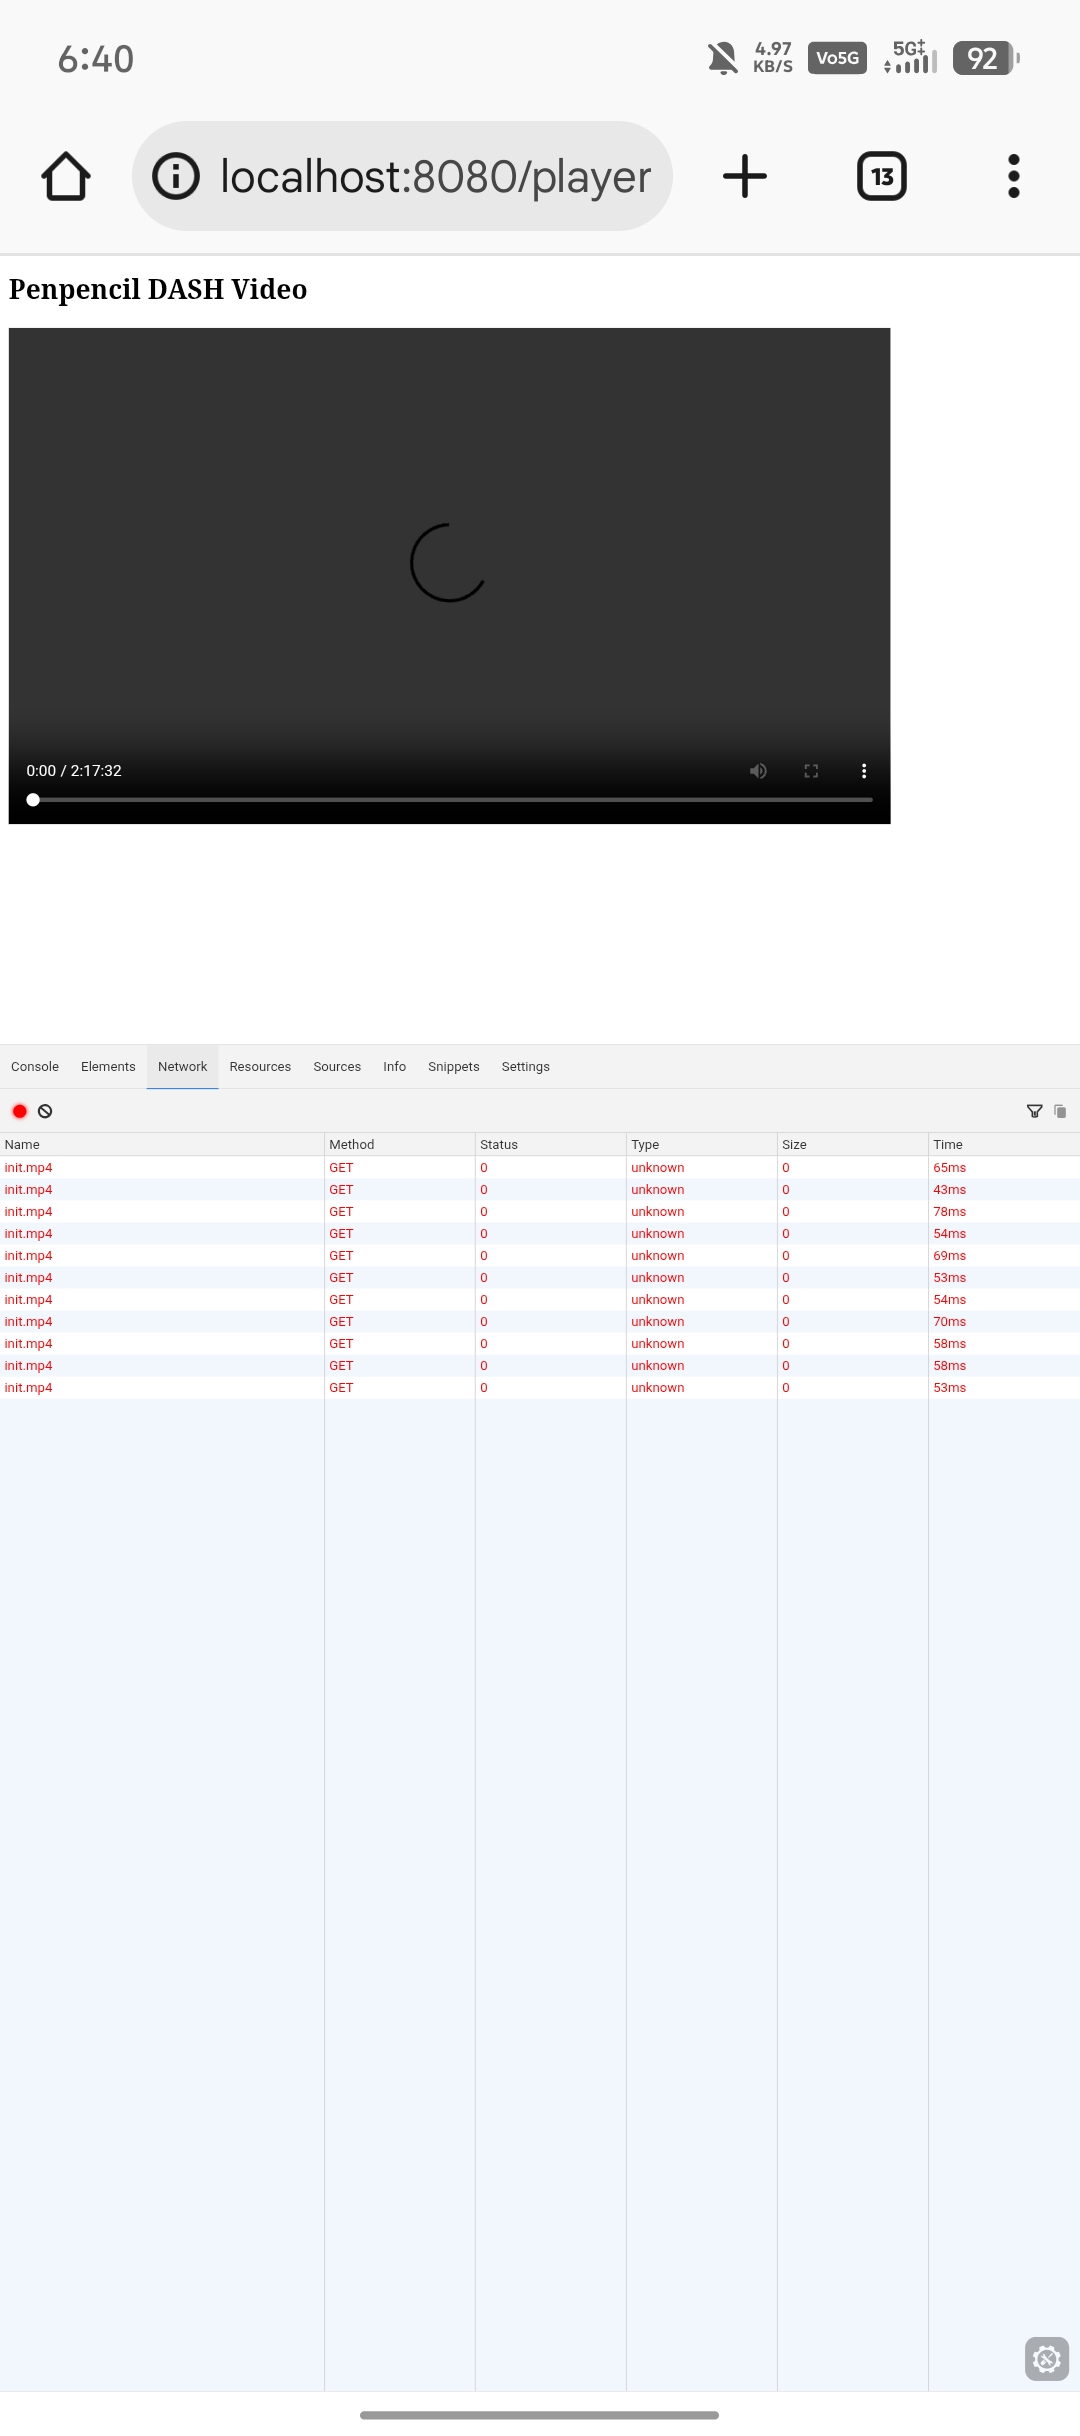 6:40
4.97
KB/S
Vo5G
5G
92
localhost:8080/player
13
Penpencil DASH Video
0:00 / 2:17:32
Console Elements Network Resources Sources Info Snippets Settings
Name Method Status Type Size Time
init.mp4 GET 0 unknown 0 65ms
init.mp4 GET 0 unknown 0 43ms
init.mp4 GET 0 unknown 0 78ms
init.mp4 GET 0 unknown 0 54ms
init.mp4 GET 0 unknown 0 69ms
init.mp4 GET 0 unknown 0 53ms
init.mp4 GET 0 unknown 0 54ms
init.mp4 GET 0 unknown 0 70ms
init.mp4 GET 0 unknown 0 58ms
init.mp4 GET 0 unknown 0 58ms
init.mp4 GET 0 unknown 0 53ms